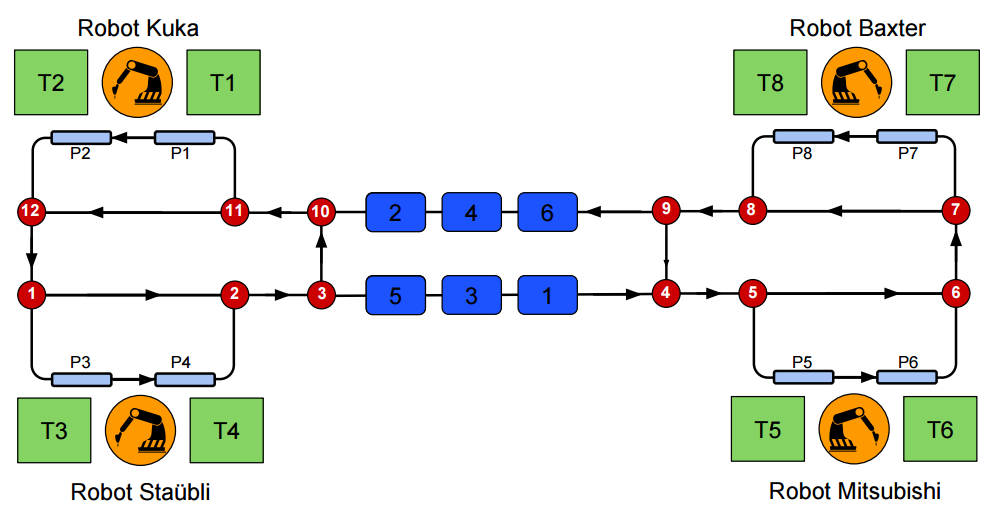 Robot Kuka
Robot Baxter
T2
T1
T8
T7
P2
P1
P8
P7
12
11
10
2
4
6
9
8
7
1
2
3
5
3
1
4
5
6
P3
P4
P5
P6
T3
T4
T5
T6
Robot Staübli
Robot Mitsubishi